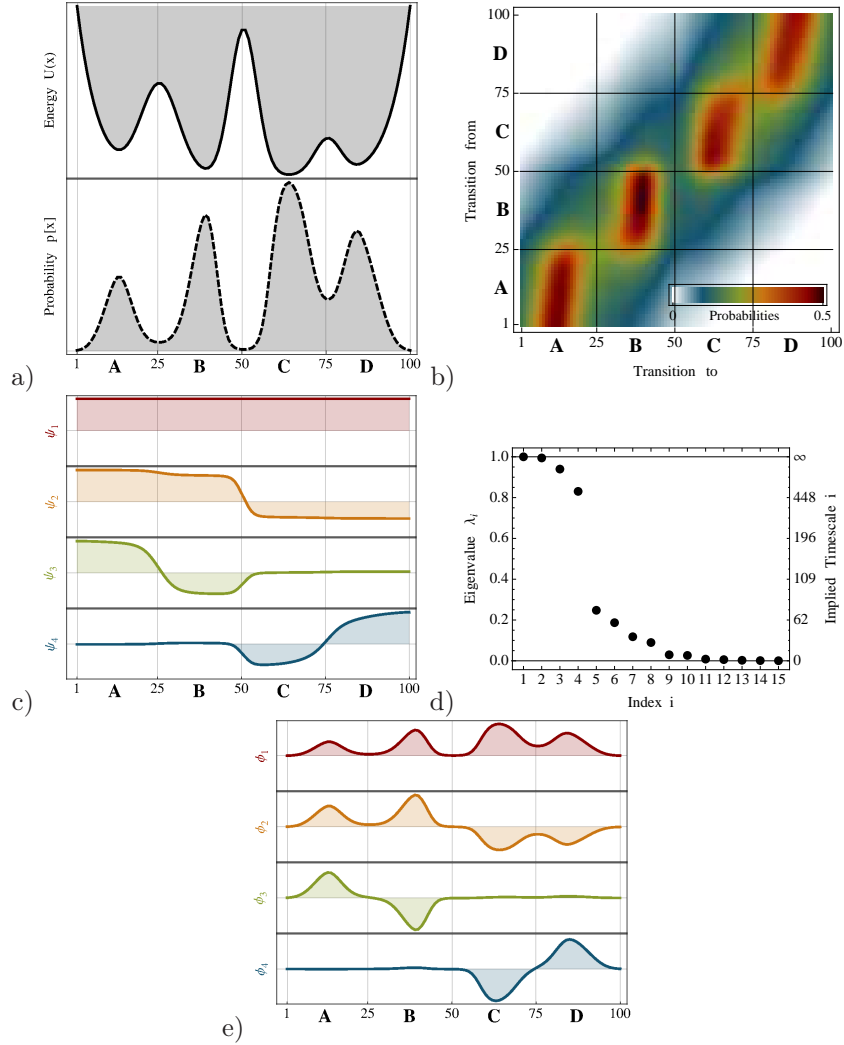 Energy U(x)
Probability p[x]
1 25 50 75 100
A B C D
a)
100
D
75
C
50
B
25
A
1
Transition from
0 0.5
Probabilities
1 25 50 75 100
A B C D
Transition to
b)
ψ1
ψ2
ψ3
ψ4
1 25 50 75 100
A B C D
c)
1.0 ∞
0.8 448
0.6 196
0.4 109
0.2 62
0.0 0
Eigenvalue λi
Implied Timescale i
1 2 3 4 5 6 7 8 9 10 11 12 13 14 15
Index i
d)
ϕ1
ϕ2
ϕ3
ϕ4
1 25 50 75 100
A B C D
e)